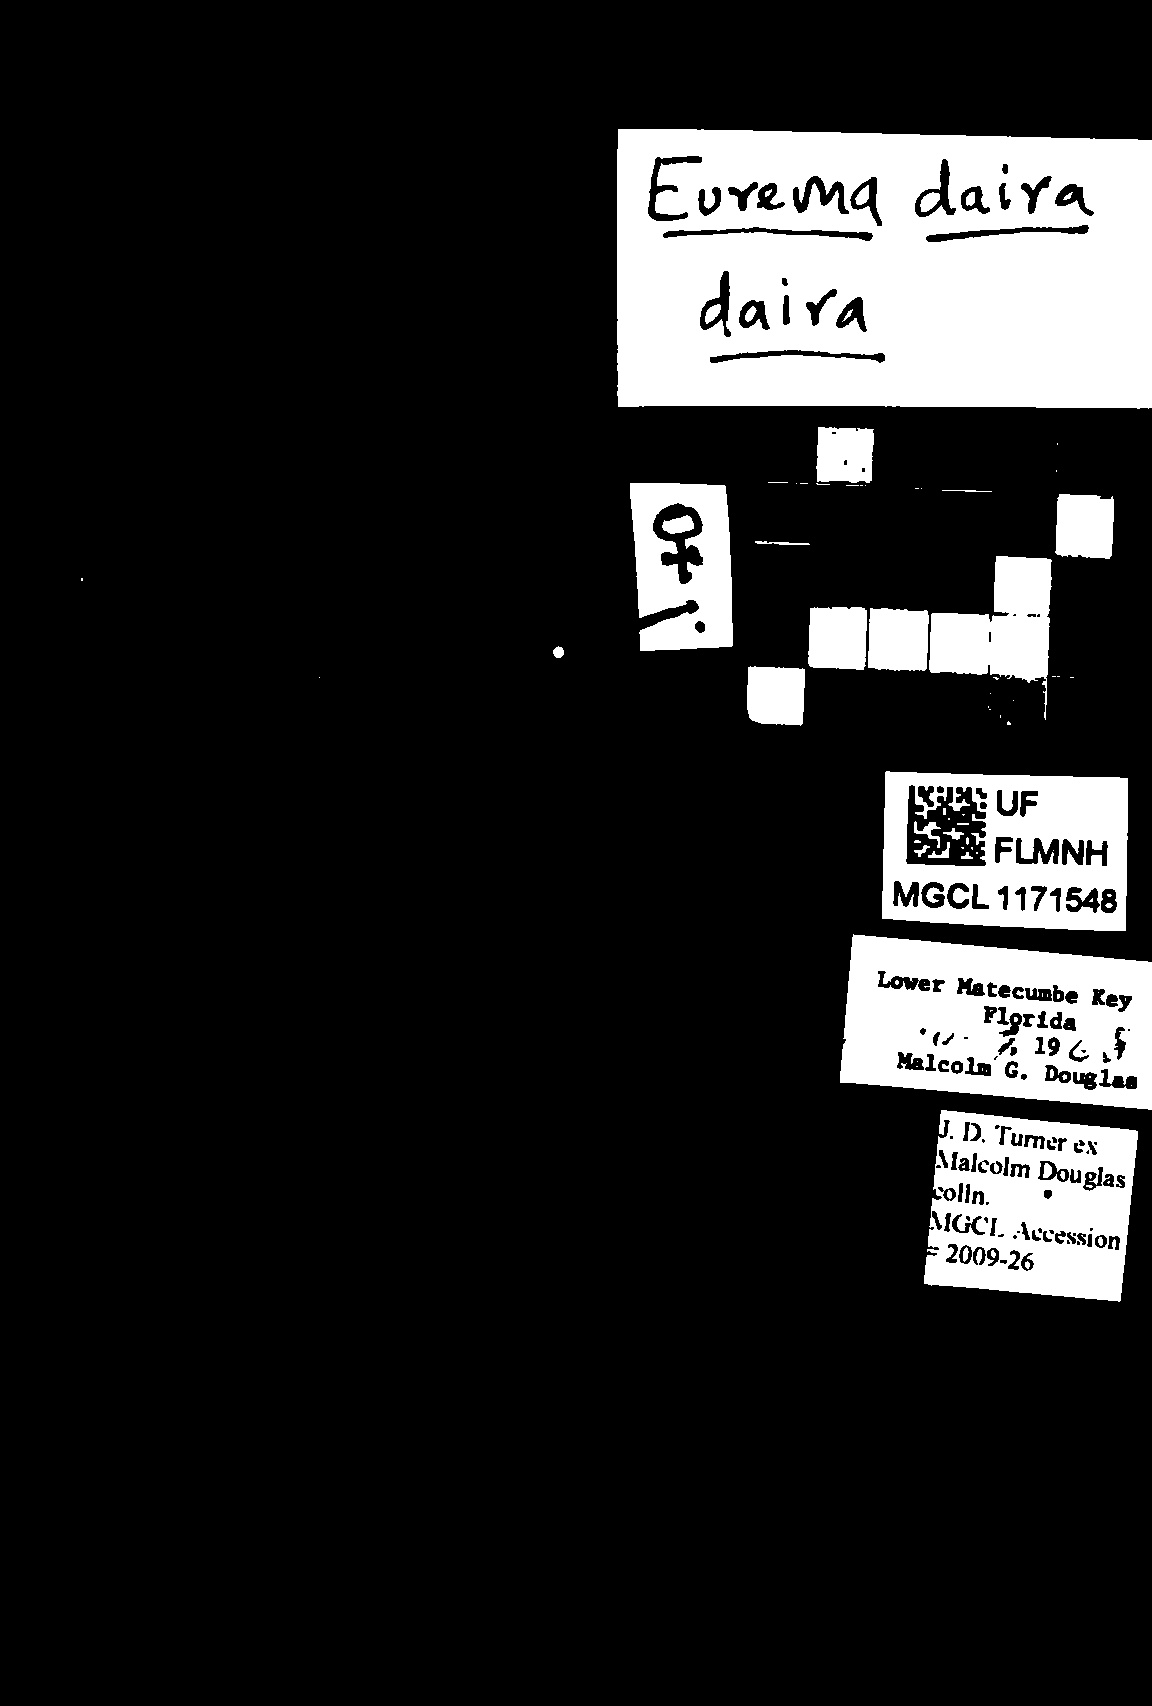 Eurema daira
daira
♀
UF
FLMNH
MGCL 1171548
Lower Matecumbe Key
Florida
19
Malcolm G. Douglas
J. D. Turner ex
Malcolm Douglas
colln.
MGCL Accession
# 2009-26